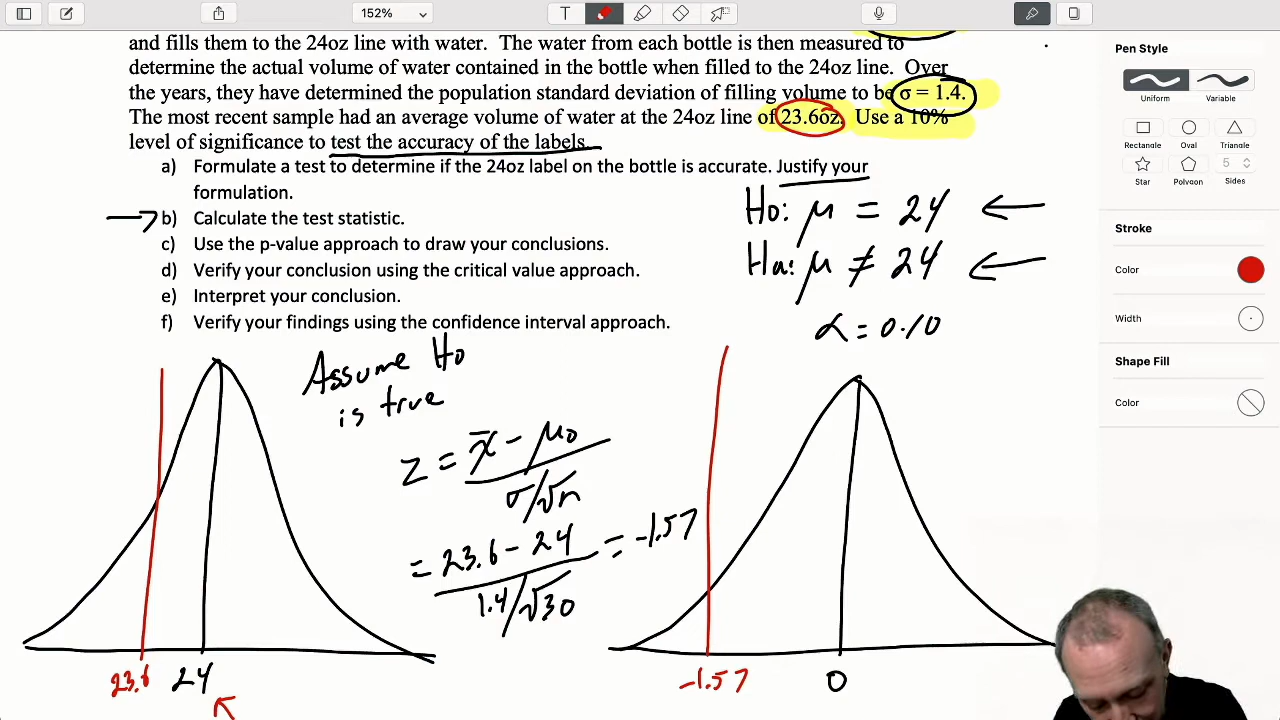 152%
T
and fills them to the 24oz line with water. The water from each bottle is then measured to
determine the actual volume of water contained in the bottle when filled to the 24oz line. Over
the years, they have determined the population standard deviation of filling volume to be σ = 1.4.
The most recent sample had an average volume of water at the 24oz line of 23.6oz. Use a 10%
level of significance to test the accuracy of the labels.
a) Formulate a test to determine if the 24oz label on the bottle is accurate. Justify your
formulation.
b) Calculate the test statistic.
c) Use the p-value approach to draw your conclusions.
d) Verify your conclusion using the critical value approach.
e) Interpret your conclusion.
f) Verify your findings using the confidence interval approach.
Ho: μ = 24
Ha: μ ≠ 24
α = 0.10
Assume Ho
is true
z = x̄ - μo
σ/√n
= 23.6 - 24 = -1.57
1.4/√30
23.6 24
-1.57 0
Pen Style
Uniform Variable
Rectangle Oval Triangle
5
Star Polygon Sides
Stroke
Color
Width
Shape Fill
Color